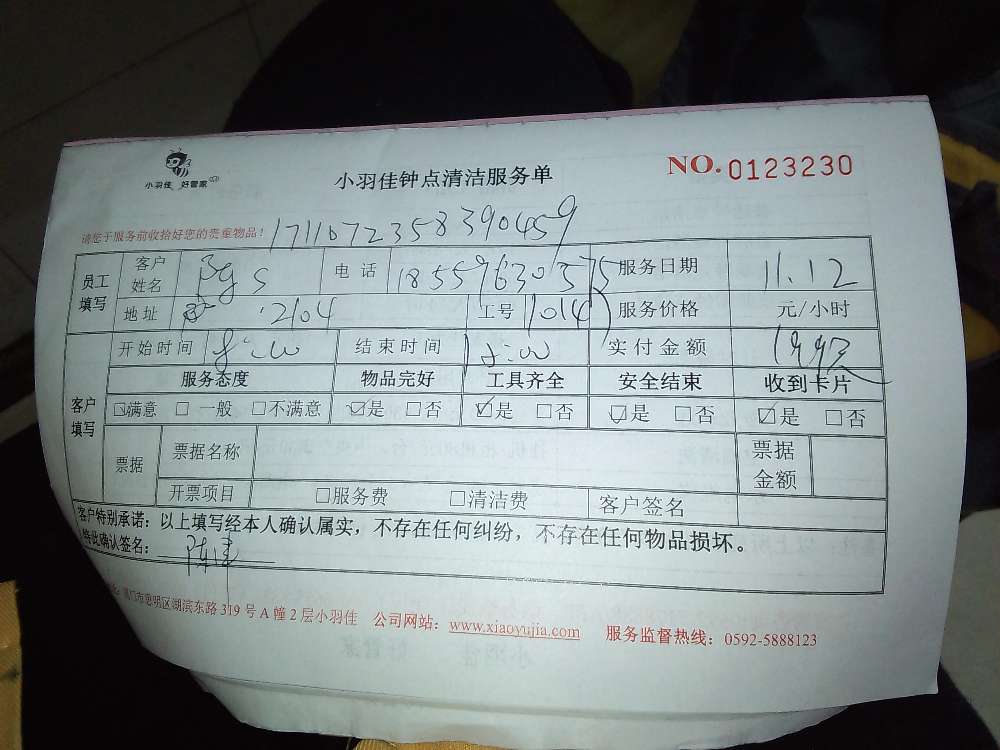 小羽佳 好管家
小羽佳钟点清洁服务单
NO.0123230
请您于服务前收拾好您的贵重物品!
171107235839045​9
员工填写 客户姓名 电话 18559630575 服务日期 11.12
地址 2104 工号 1014 服务价格 元/小时
开始时间 8:00 结束时间 15:00 实付金额
客户填写 服务态度 物品完好 工具齐全 安全结束 收到卡片
☑满意 □一般 □不满意 ☑是 □否 ☑是 □否 ☑是 □否 ☑是 □否
票据 票据名称 票据金额
开票项目 □服务费 □清洁费 客户签名
客户特别承诺:以上填写经本人确认属实,不存在任何纠纷,不存在任何物品损坏。
特此确认签名:
厦门市思明区湖滨东路319号A幢2层小羽佳 公司网站:www.xiaoyujia.com 服务监督热线:0592-5888123